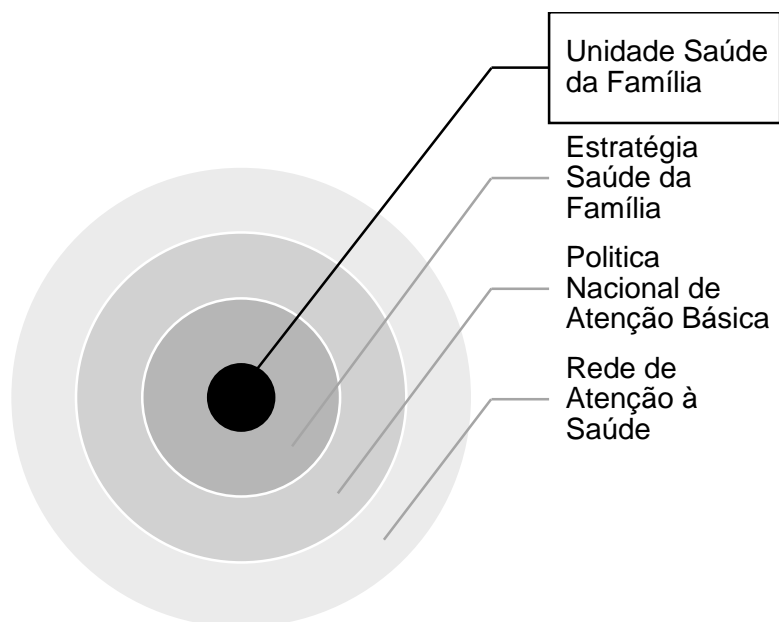 Unidade Saúde
da Família
Estratégia
Saúde da
Família
Politica
Nacional de
Atenção Básica
Rede de
Atenção à
Saúde